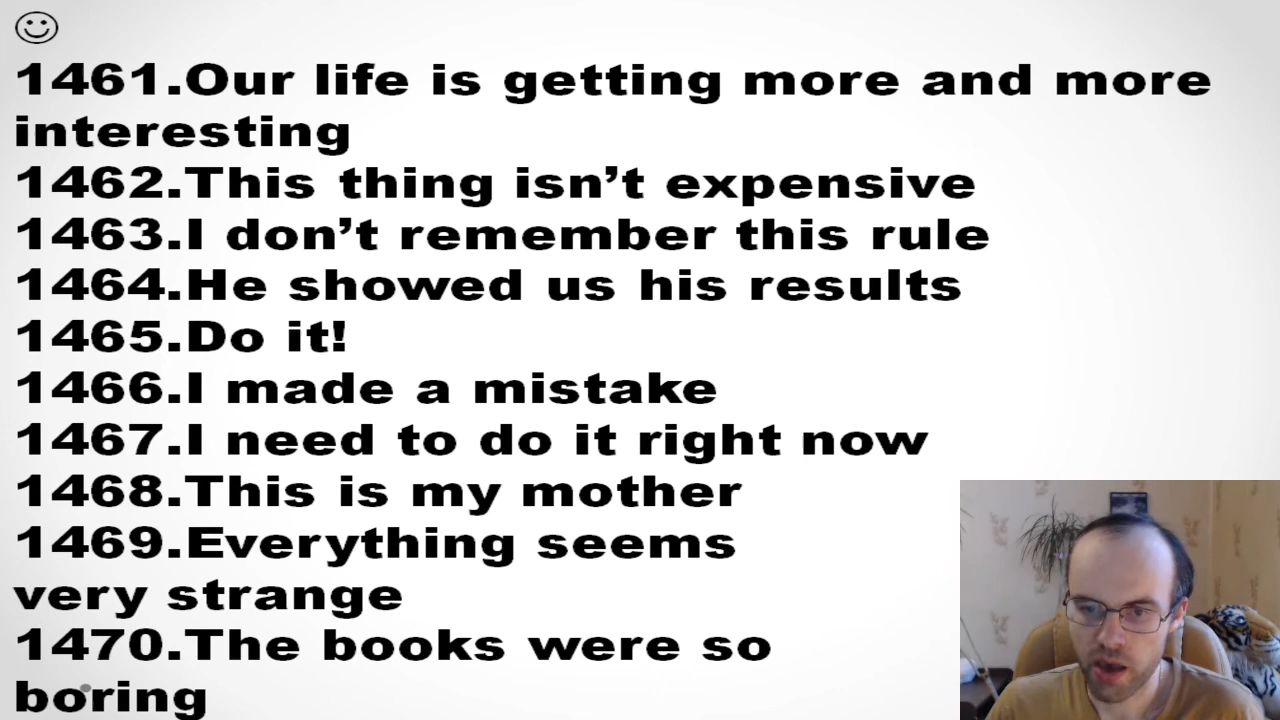 1461.Our life is getting more and more
interesting
1462.This thing isn’t expensive
1463.I don’t remember this rule
1464.He showed us his results
1465.Do it!
1466.I made a mistake
1467.I need to do it right now
1468.This is my mother
1469.Everything seems
very strange
1470.The books were so
boring